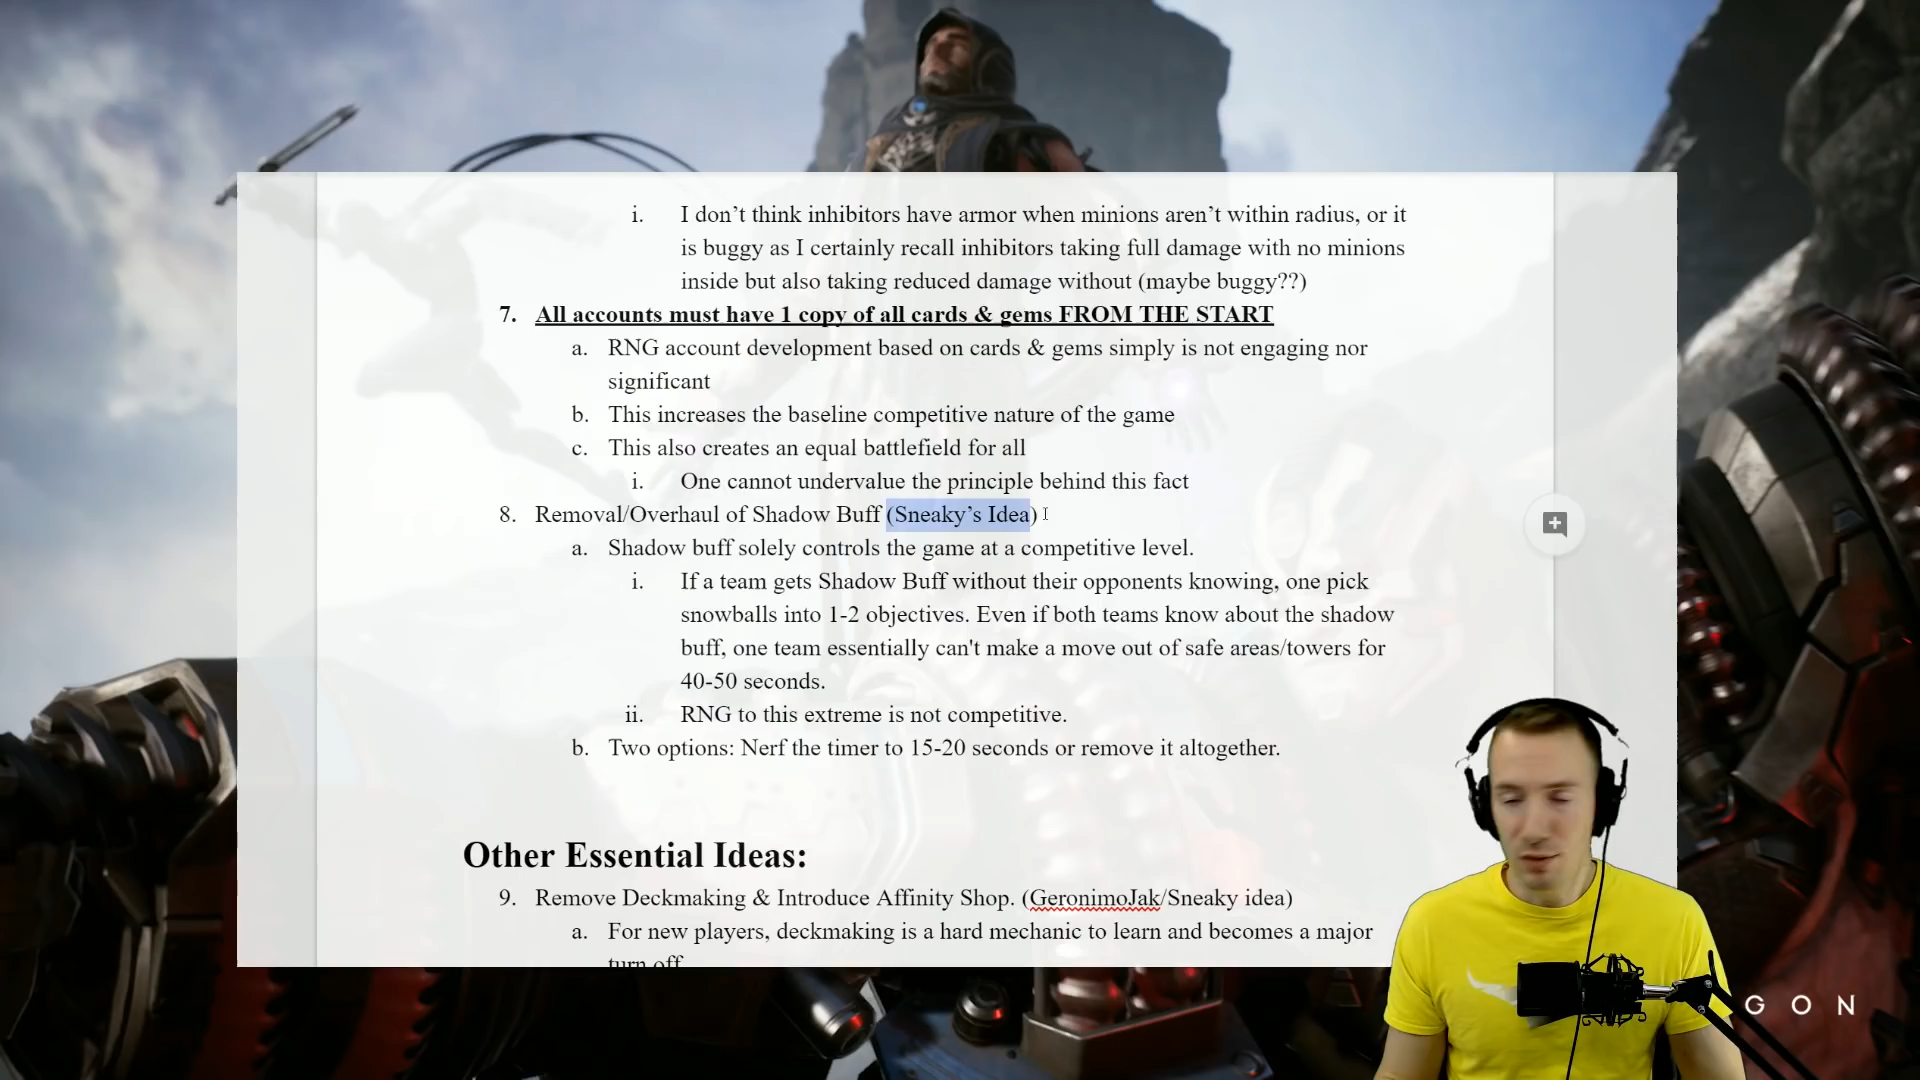 i. I don’t think inhibitors have armor when minions aren’t within radius, or it
is buggy as I certainly recall inhibitors taking full damage with no minions
inside but also taking reduced damage without (maybe buggy??)
7. All accounts must have 1 copy of all cards & gems FROM THE START
a. RNG account development based on cards & gems simply is not engaging nor
significant
b. This increases the baseline competitive nature of the game
c. This also creates an equal battlefield for all
i. One cannot undervalue the principle behind this fact
8. Removal/Overhaul of Shadow Buff (Sneaky’s Idea)
a. Shadow buff solely controls the game at a competitive level.
i. If a team gets Shadow Buff without their opponents knowing, one pick
snowballs into 1-2 objectives. Even if both teams know about the shadow
buff, one team essentially can't make a move out of safe areas/towers for
40-50 seconds.
ii. RNG to this extreme is not competitive.
b. Two options: Nerf the timer to 15-20 seconds or remove it altogether.
Other Essential Ideas:
9. Remove Deckmaking & Introduce Affinity Shop. (GeronimoJak/Sneaky idea)
a. For new players, deckmaking is a hard mechanic to learn and becomes a major
turn off
G O N